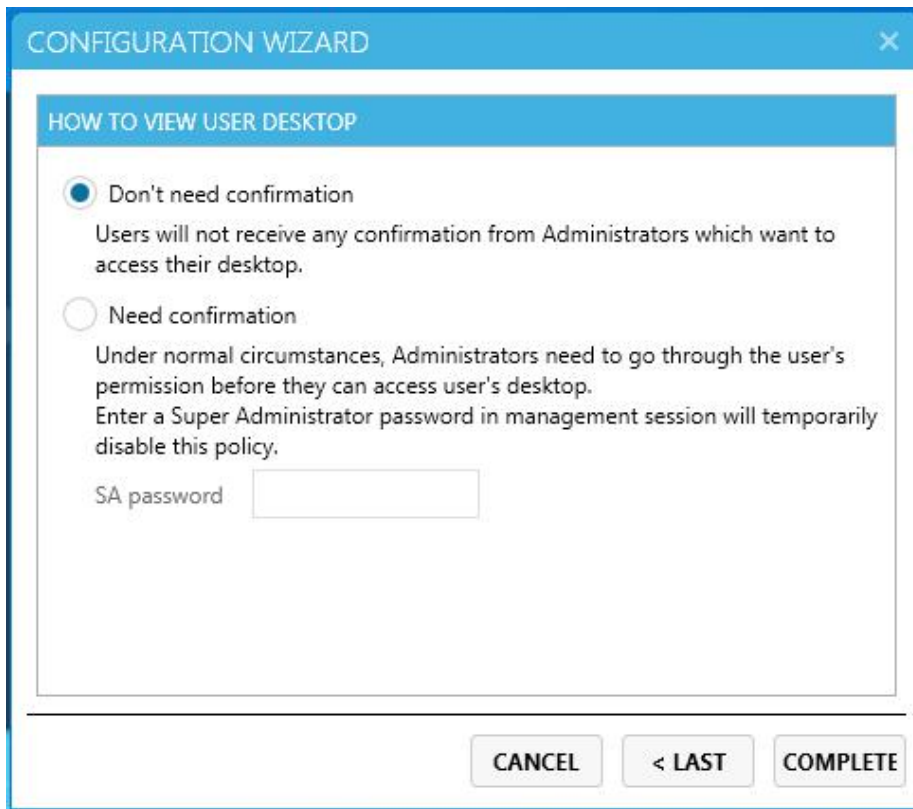 CONFIGURATION WIZARD
HOW TO VIEW USER DESKTOP
Don't need confirmation
Users will not receive any confirmation from Administrators which want to
access their desktop.
Need confirmation
Under normal circumstances, Administrators need to go through the user's
permission before they can access user's desktop.
Enter a Super Administrator password in management session will temporarily
disable this policy.
SA password
CANCEL
< LAST
COMPLETE